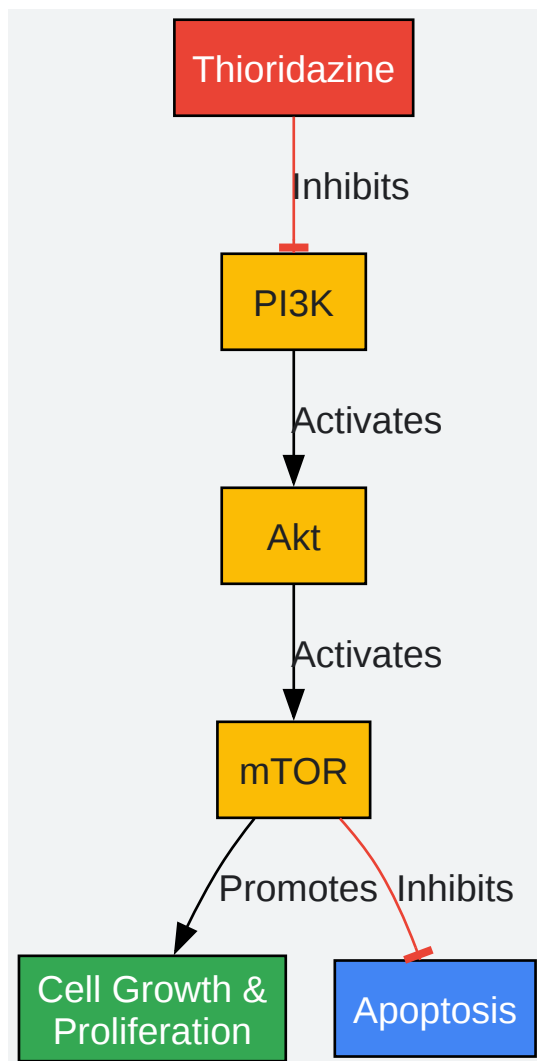 Thioridazine
Inhibits
PI3K
Activates
Akt
Activates
mTOR
Promotes
Inhibits
Cell Growth &
Proliferation
Apoptosis